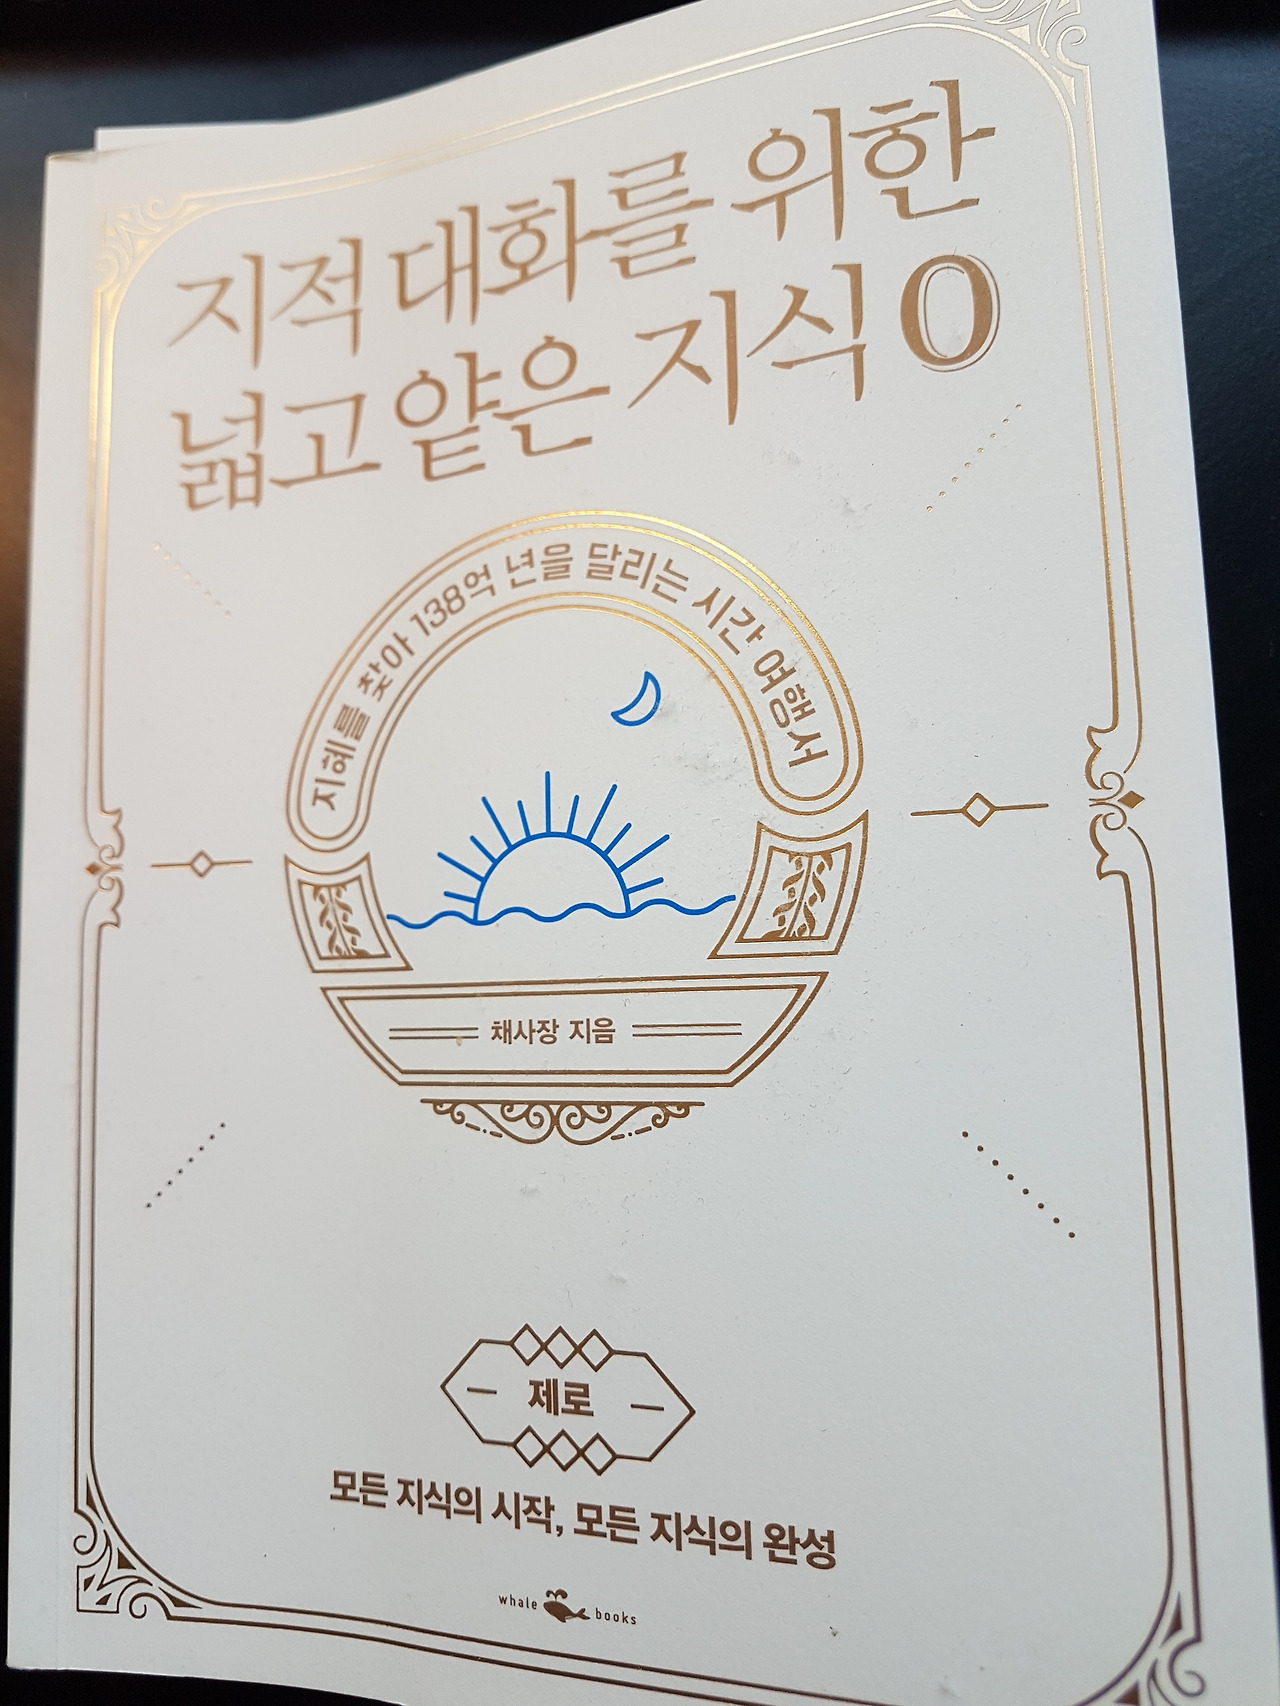 지적 대화를 위한
넓고 얕은 지식 0
지혜를 찾아 138억 년을 달리는 시간 여행서
채사장 지음
제로
모든 지식의 시작, 모든 지식의 완성
whale books